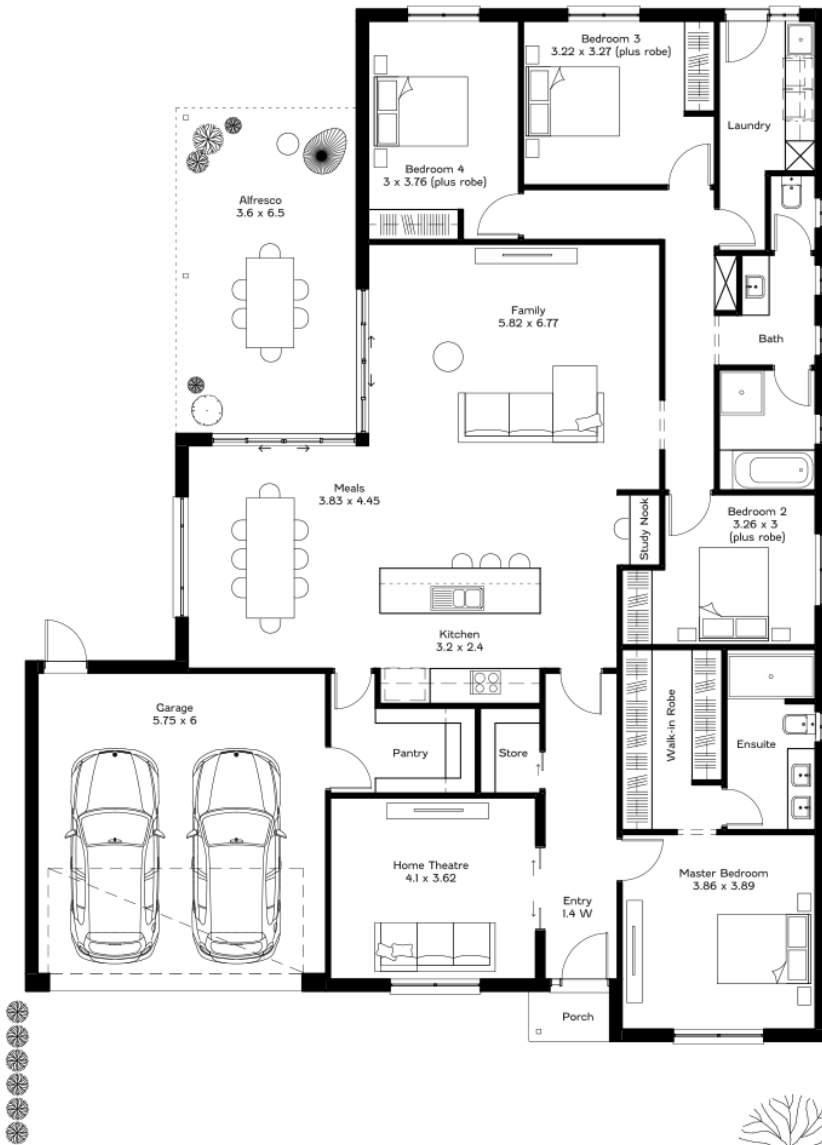 Bedroom 3
3.22 x 3.27 (plus robe)
Laundry
Bedroom 4
3 x 3.76 (plus robe)
Alfresco
3.6 x 6.5
Family
5.82 x 6.77
Bath
Meals
3.83 x 4.45
Study Nook
Bedroom 2
3.26 x 3
(plus robe)
Kitchen
3.2 x 2.4
Garage
5.75 x 6
Pantry
Store
Walk-in Robe
Ensuite
Home Theatre
4.1 x 3.62
Entry
1.4 W
Master Bedroom
3.86 x 3.89
Porch